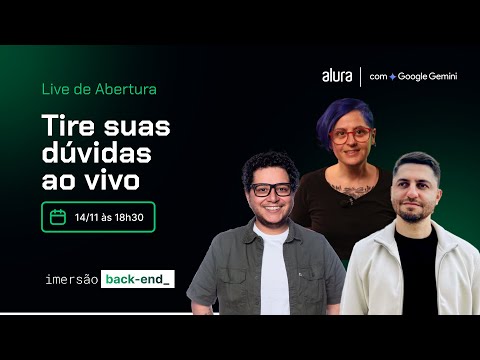 alura
com Google Gemini
Live de Abertura
Tire suas
dúvidas
ao vivo
14/11 às 18h30
imersão back-end_